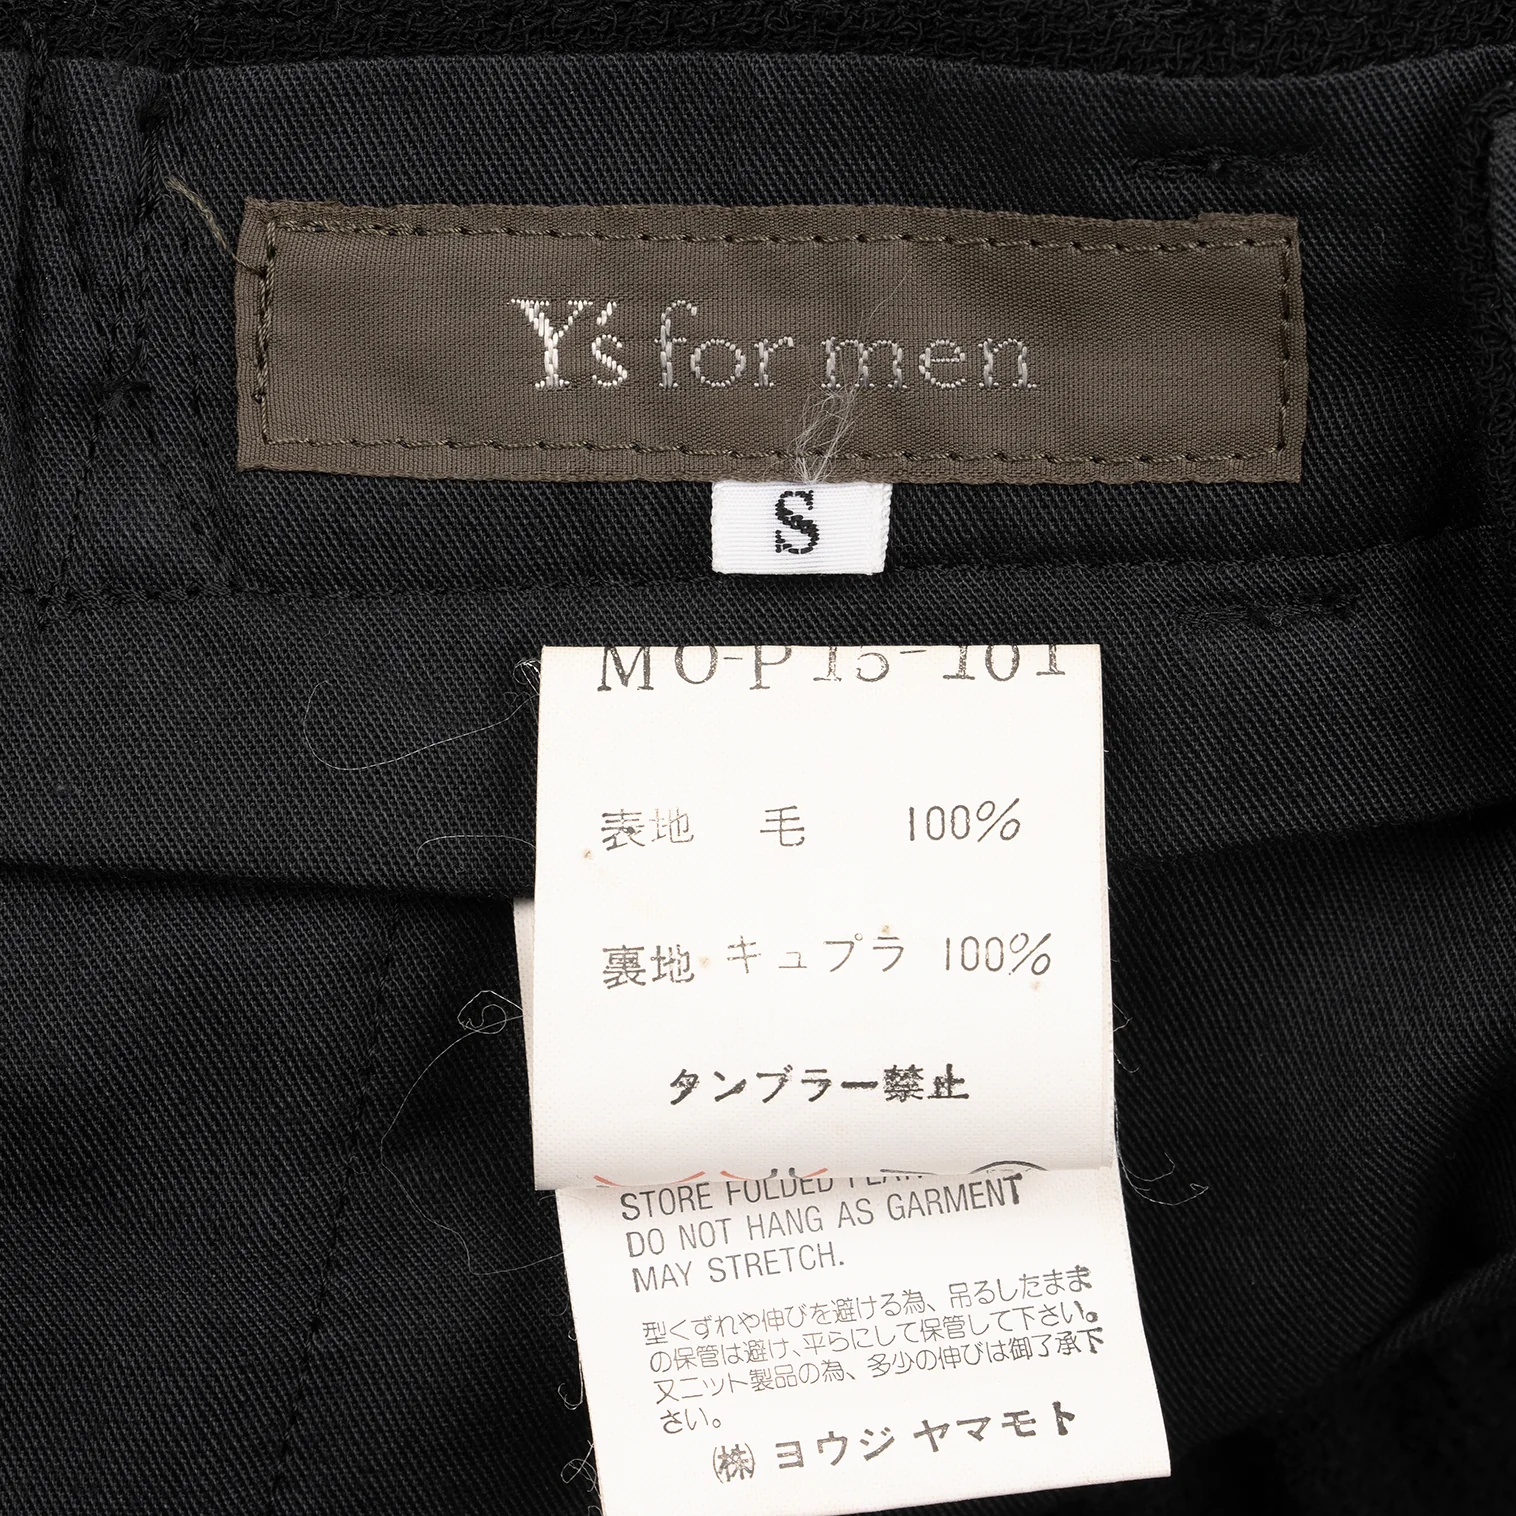 Y's for men
S
MO-P15-101
表地 毛 100%
裏地 キュプラ 100%
タンブラー禁止
STORE FOLDED FLAT
DO NOT HANG AS GARMENT
MAY STRETCH.
型くずれや伸びを避ける為、吊るしたまま
の保管は避け、平らにして保管して下さい。
又ニット製品の為、多少の伸びは御了承下
さい。
㈱ ヨウジ ヤマモト